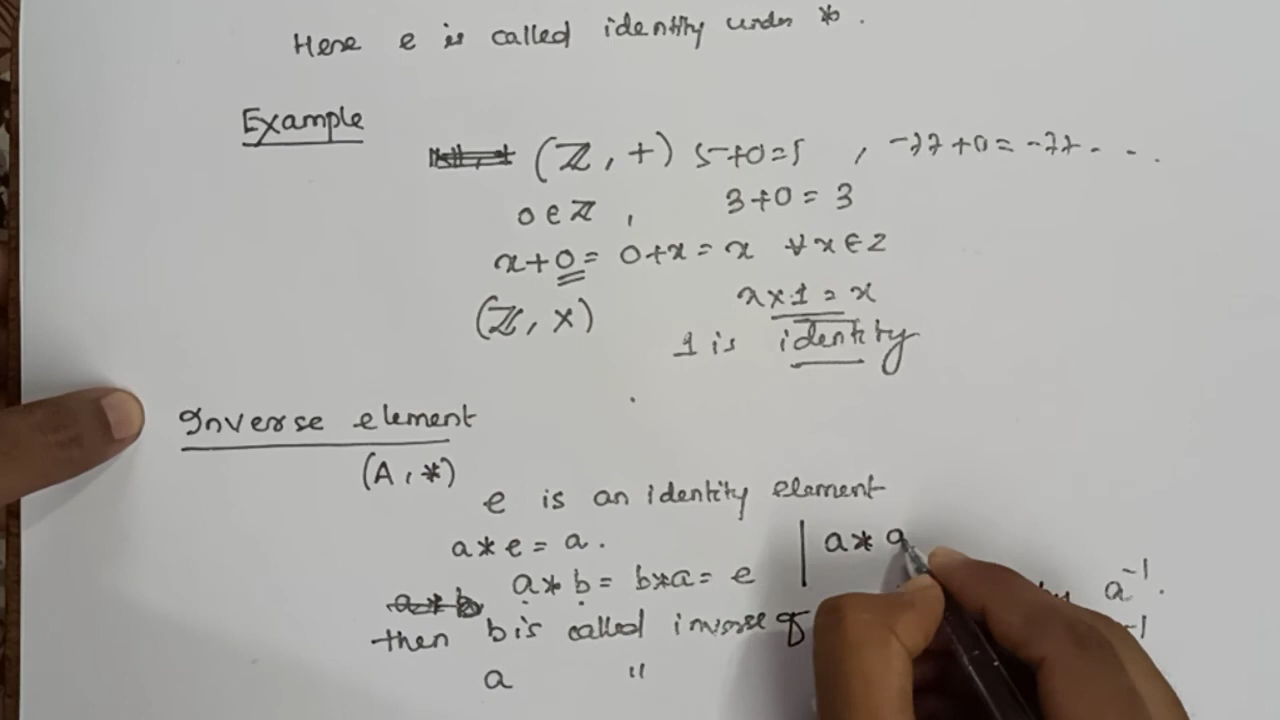 Here e is called identity under * .
Example
(ℤ, +) 5+0=5 , -77+0=-77- - .
0 ∈ ℤ , 3+0 = 3
x+0 = 0+x = x ∀ x ∈ Z
(ℤ, ×) x×1 = x
1 is identity
Inverse element
(A, *)
e is an identity element
a * e = a .
a * b = b*a = e | a * a
a⁻¹.
then b is called inverse of
a "